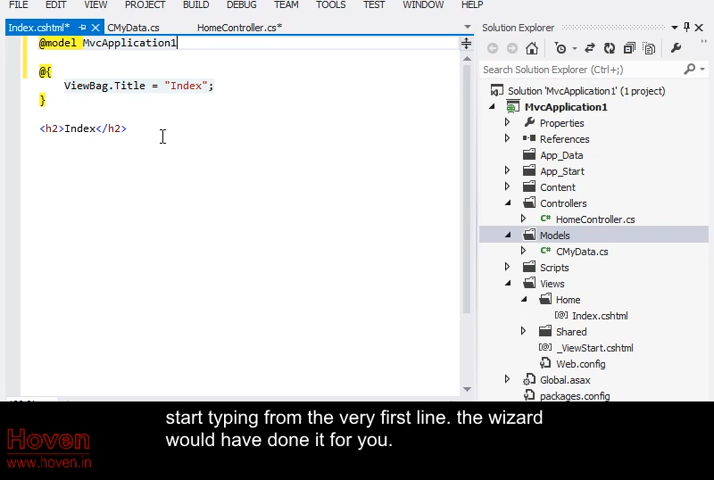 FILE EDIT VIEW PROJECT BUILD DEBUG TEAM TOOLS TEST WINDOW HELP
Index.cshtml* CMyData.cs HomeController.cs*
@model MvcApplication1
@{
ViewBag.Title = "Index";
}
<h2>Index</h2>
Solution Explorer
Search Solution Explorer (Ctrl+;)
Solution 'MvcApplication1' (1 project)
MvcApplication1
Properties
References
App_Data
App_Start
Content
Controllers
HomeController.cs
Models
CMyData.cs
Scripts
Views
Home
Index.cshtml
Shared
_ViewStart.cshtml
Web.config
Global.asax
packages.config
start typing from the very first line. the wizard
would have done it for you.
Hoven
www.hoven.in